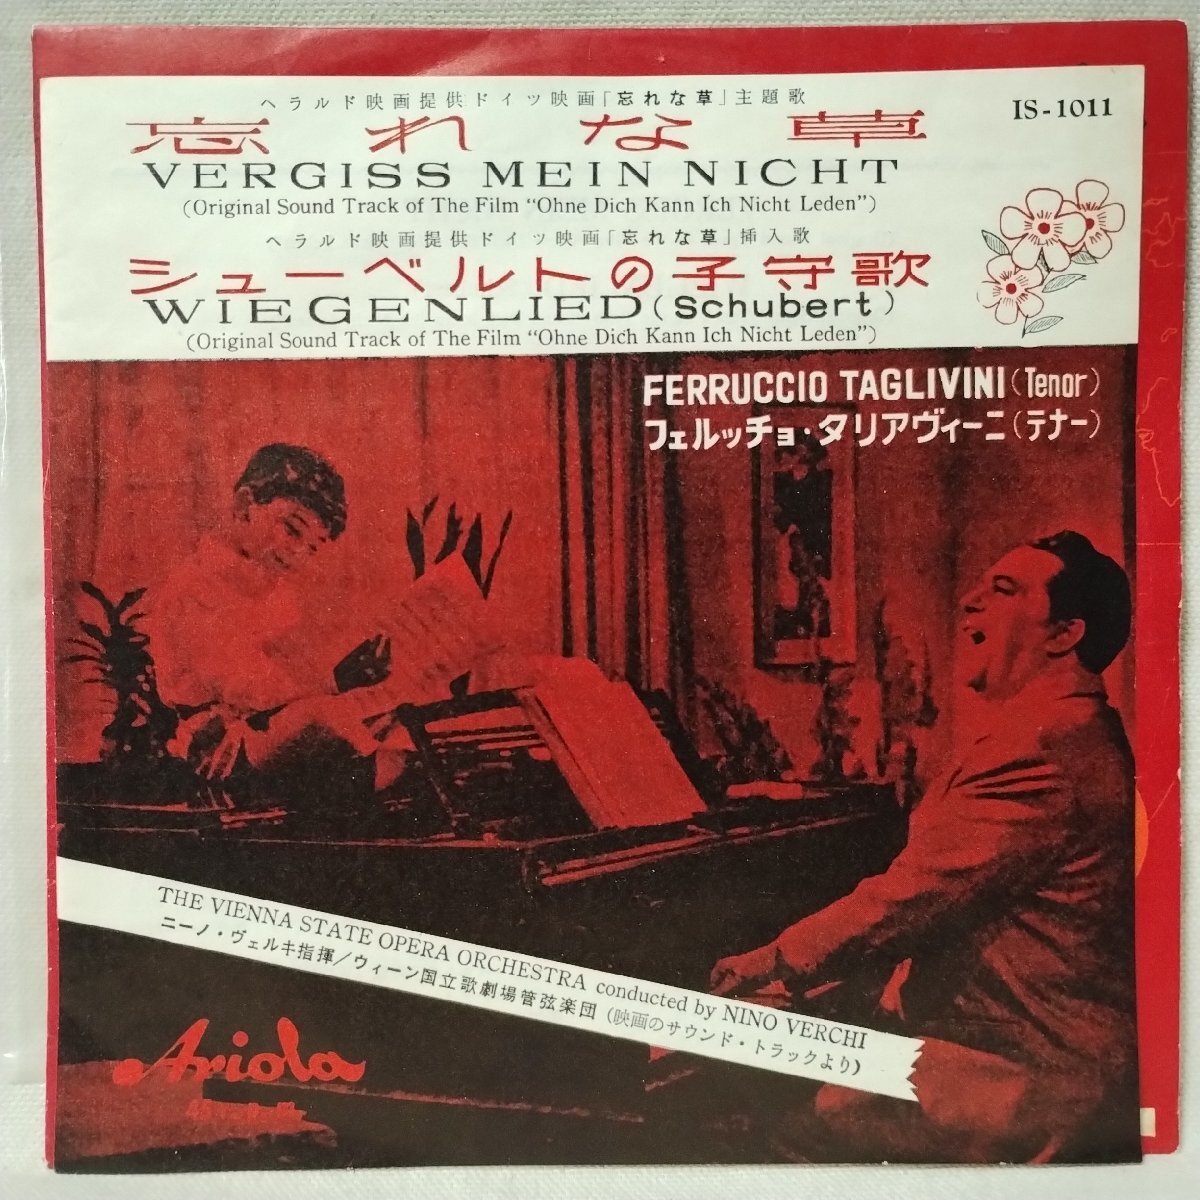 ヘラルド映画提供ドイツ映画「忘れな草」主題歌
IS-1011
忘れな草
VERGISS MEIN NICHT
(Original Sound Track of The Film “Ohne Dich Kann Ich Nicht Leden”)
ヘラルド映画提供ドイツ映画「忘れな草」挿入歌
シューベルトの子守歌
WIEGENLIED (Schubert)
(Original Sound Track of The Film “Ohne Dich Kann Ich Nicht Leden”)
FERRUCCIO TAGLIVINI (Tenor)
フェルッチョ・タリアヴィーニ (テナー)
THE VIENNA STATE OPERA ORCHESTRA conducted by NINO VERCHI
ニーノ・ヴェルキ指揮/ウィーン国立歌劇場管弦楽団 (映画のサウンド・トラックより)
Ariola